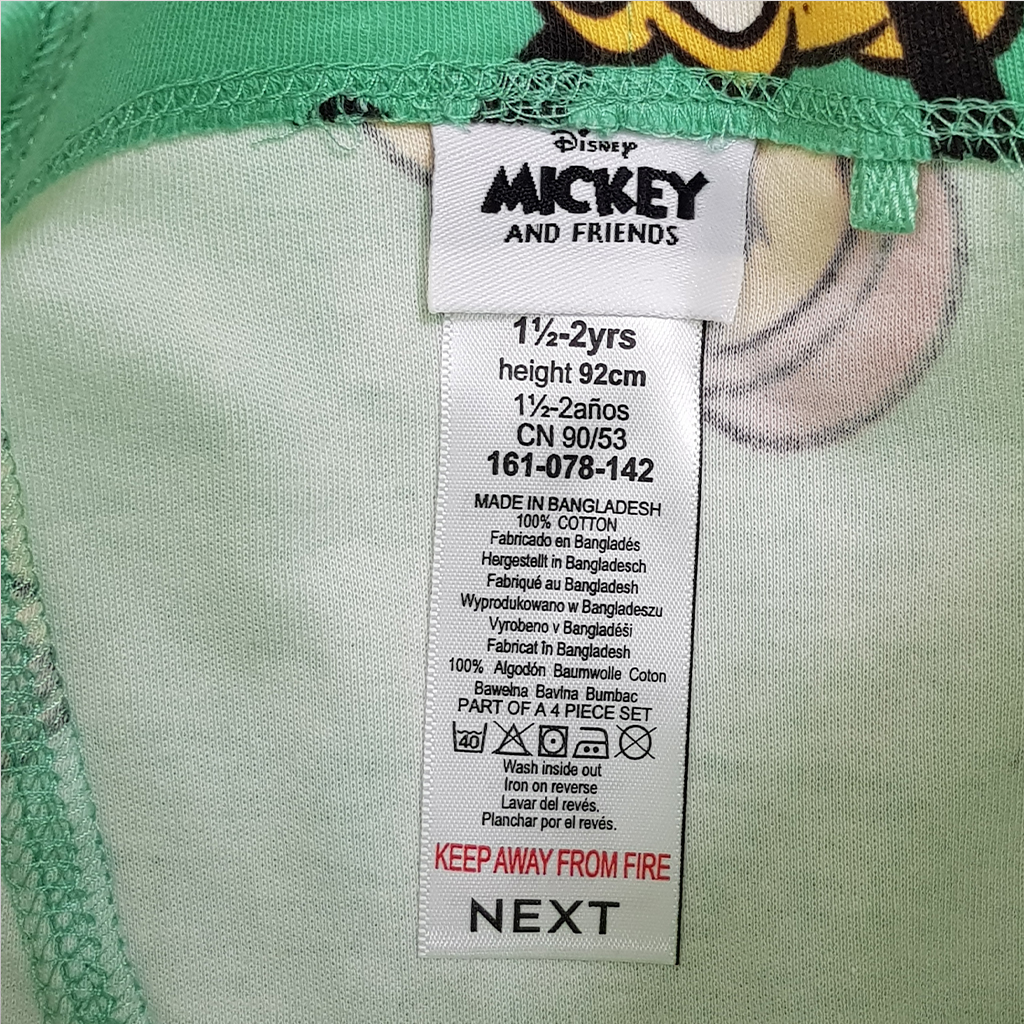 Disney
MICKEY
AND FRIENDS
1½-2yrs
height 92cm
1½-2años
CN 90/53
161-078-142
MADE IN BANGLADESH
100% COTTON
Fabricado en Bangladés
Hergestellt in Bangladesch
Fabriqué au Bangladesh
Wyprodukowano w Bangladeszu
Vyrobeno v Bangladéši
Fabricat în Bangladesh
100% Algodón Baumwolle Coton
Bawełna Bavlna Bumbac
PART OF A 4 PIECE SET
40
Wash inside out
Iron on reverse
Lavar del revés.
Planchar por el revés.
KEEP AWAY FROM FIRE
NEXT